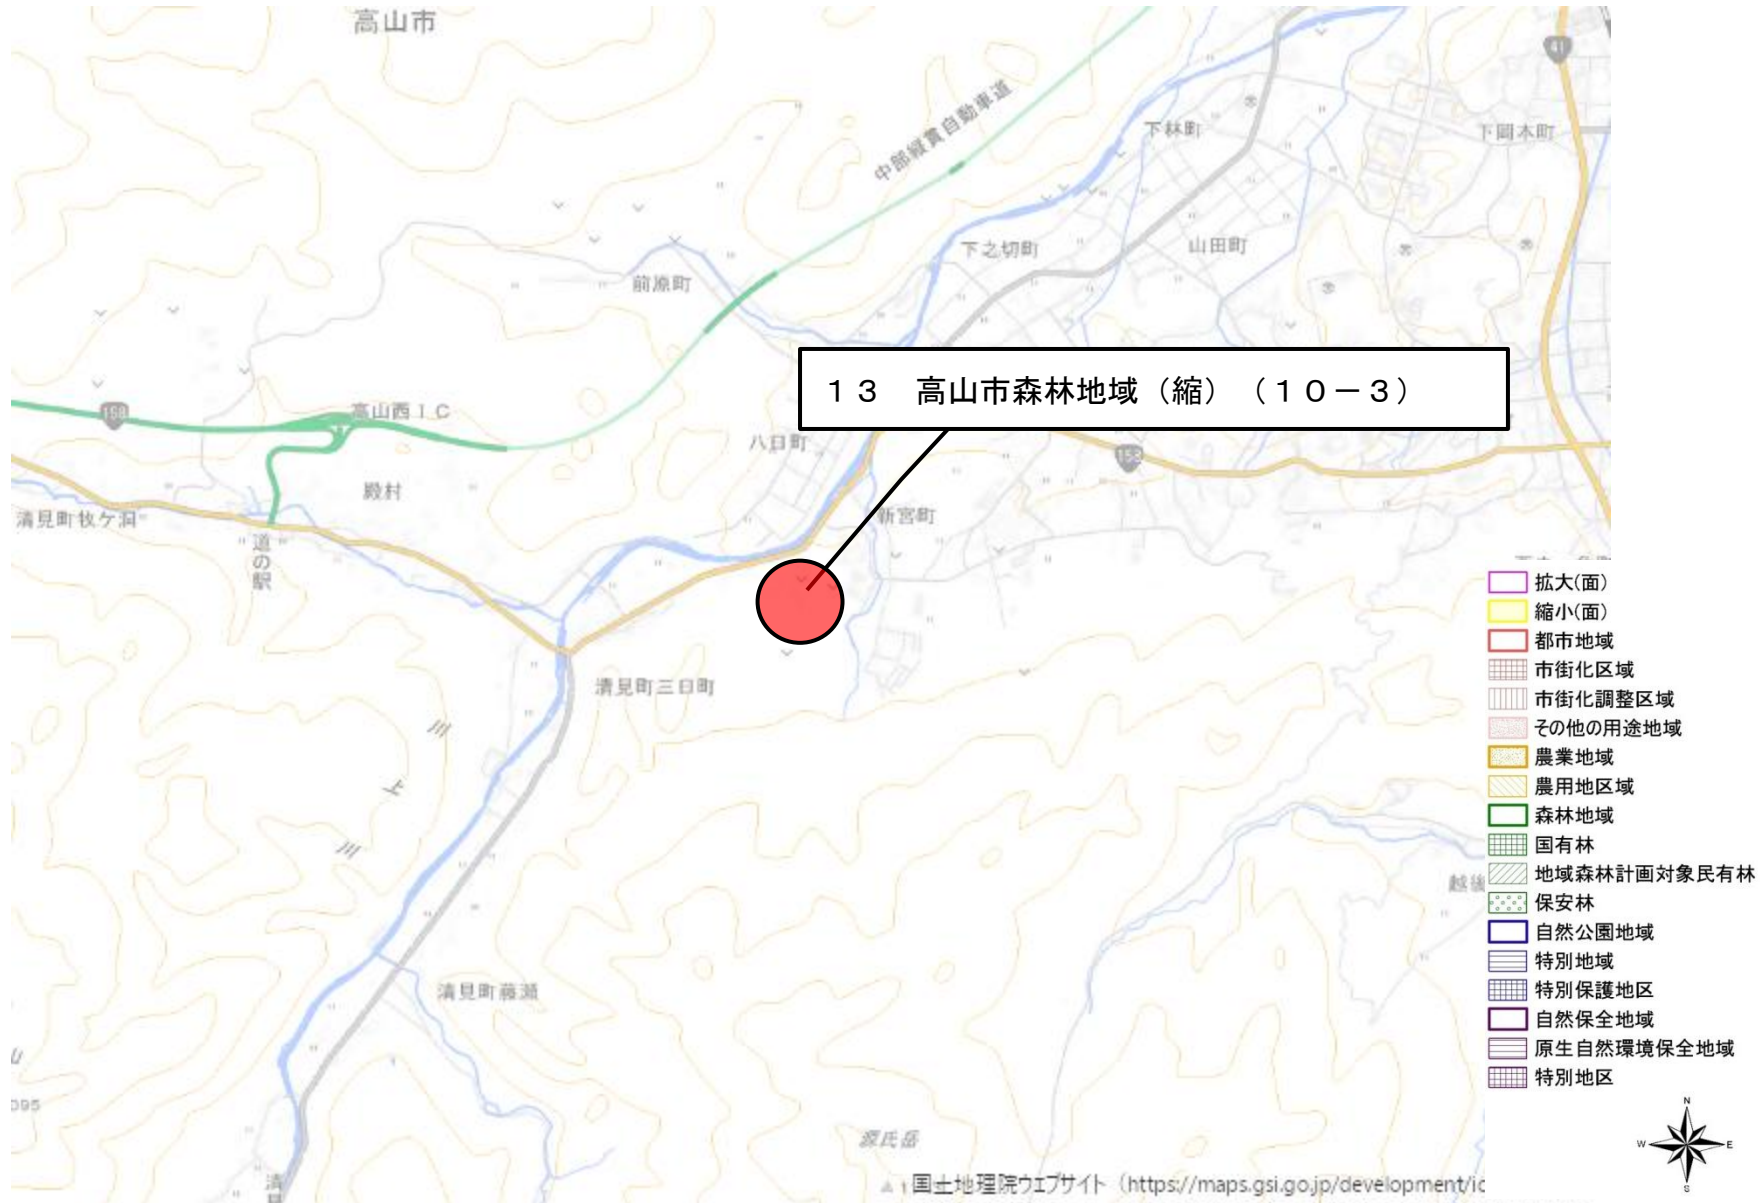 高山市
41
中部縦貫自動車道
下林町
下岡本町
下之切町
山田町
前原町
13 高山市森林地域（縮）（10－3）
158
高山西IC
八日町
158
殿村
清見町牧ケ洞
新宮町
道の駅
清見町三日町
川上川
越後
清見町藤瀬
源氏岳
拡大(面)
縮小(面)
都市地域
市街化区域
市街化調整区域
その他の用途地域
農業地域
農用地区域
森林地域
国有林
地域森林計画対象民有林
保安林
自然公園地域
特別地域
特別保護地区
自然保全地域
原生自然環境保全地域
特別地区
N
W
E
S
国土地理院ウェブサイト（https://maps.gsi.go.jp/development/ic